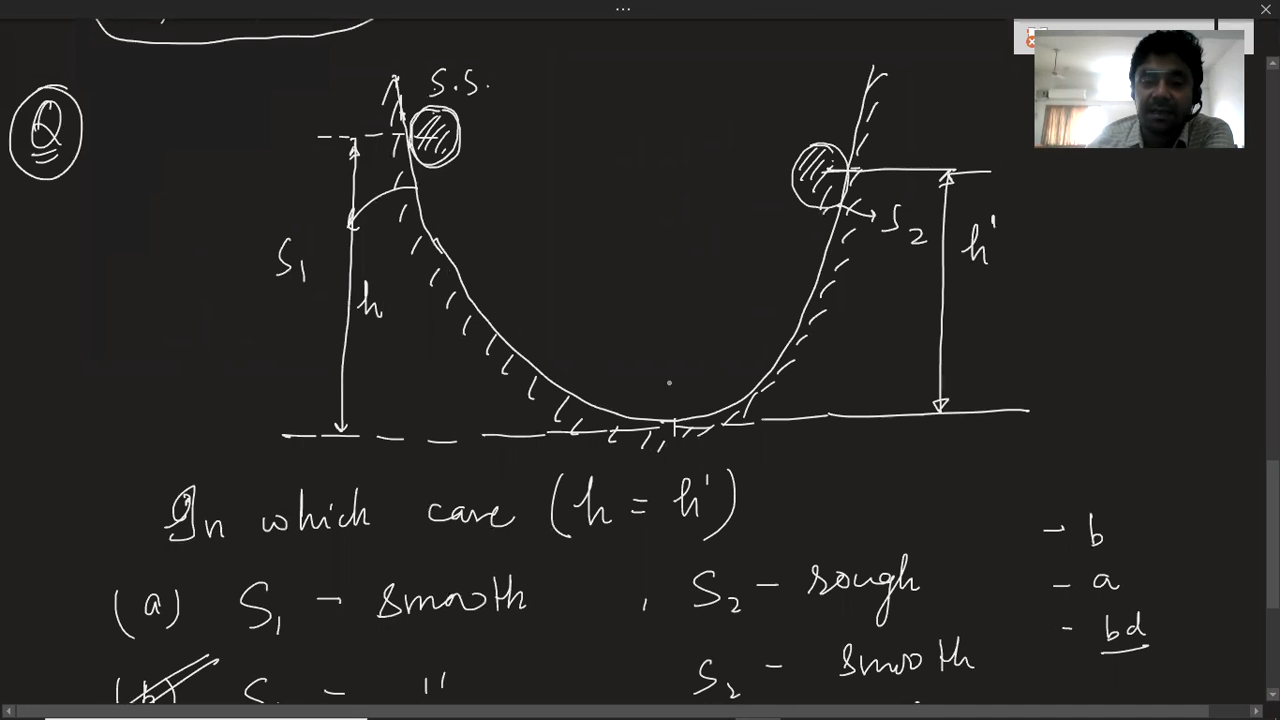 Q
S.S.
S1
h
S2
h'
In which case (h = h')
(a) S1 - smooth , S2 - rough
(b) S - " S2 - smooth
- b
- a
- bd